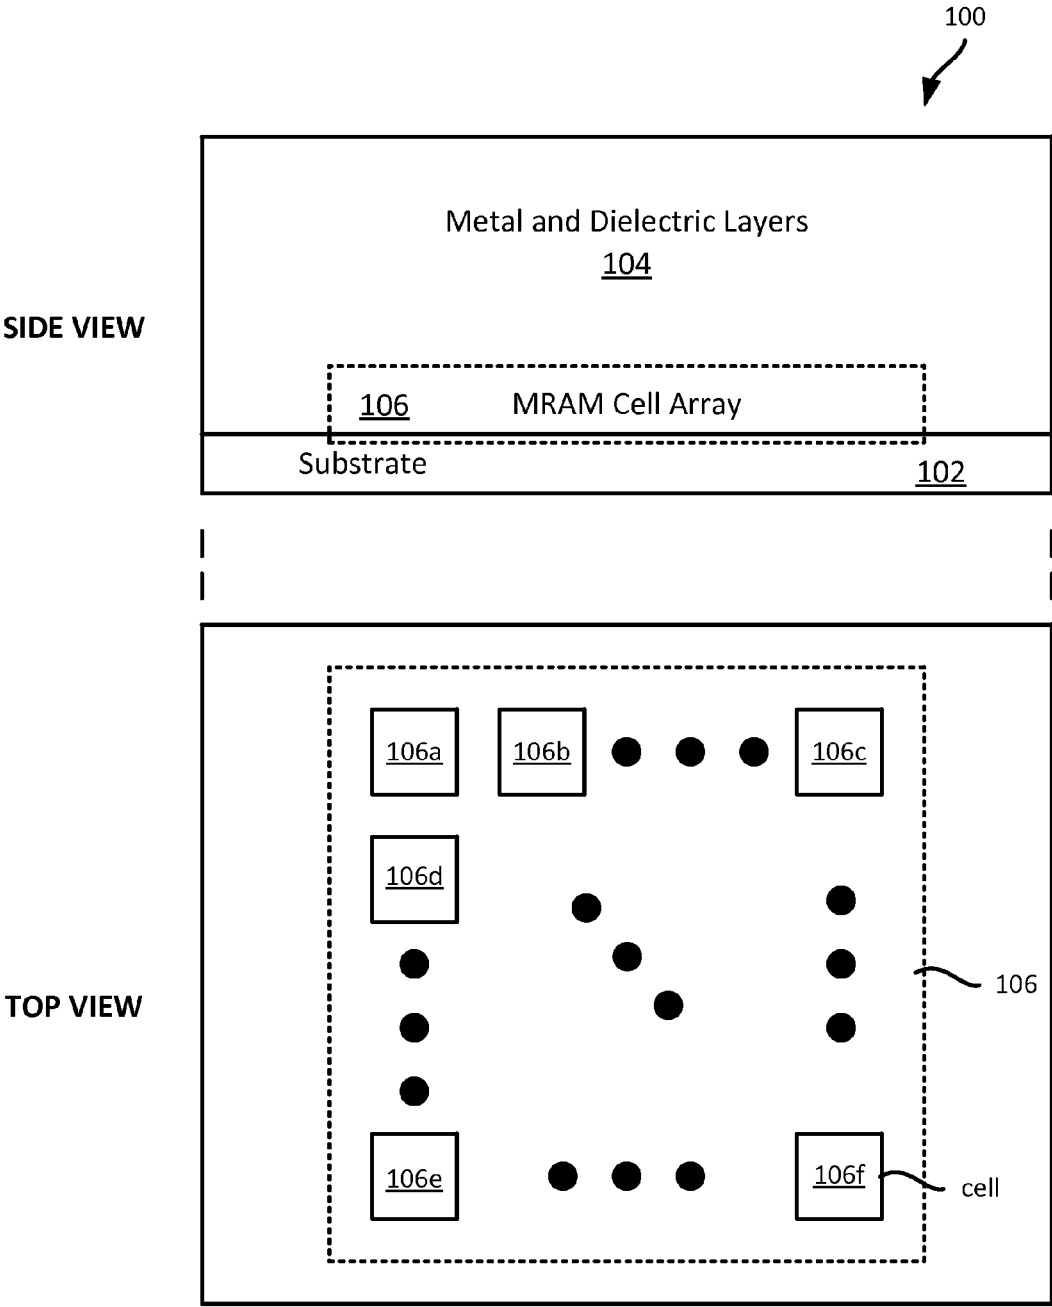 100
Metal and Dielectric Layers
104
SIDE VIEW
106 MRAM Cell Array
Substrate
102
106a 106b 106c
106d
106
TOP VIEW
106e 106f
cell